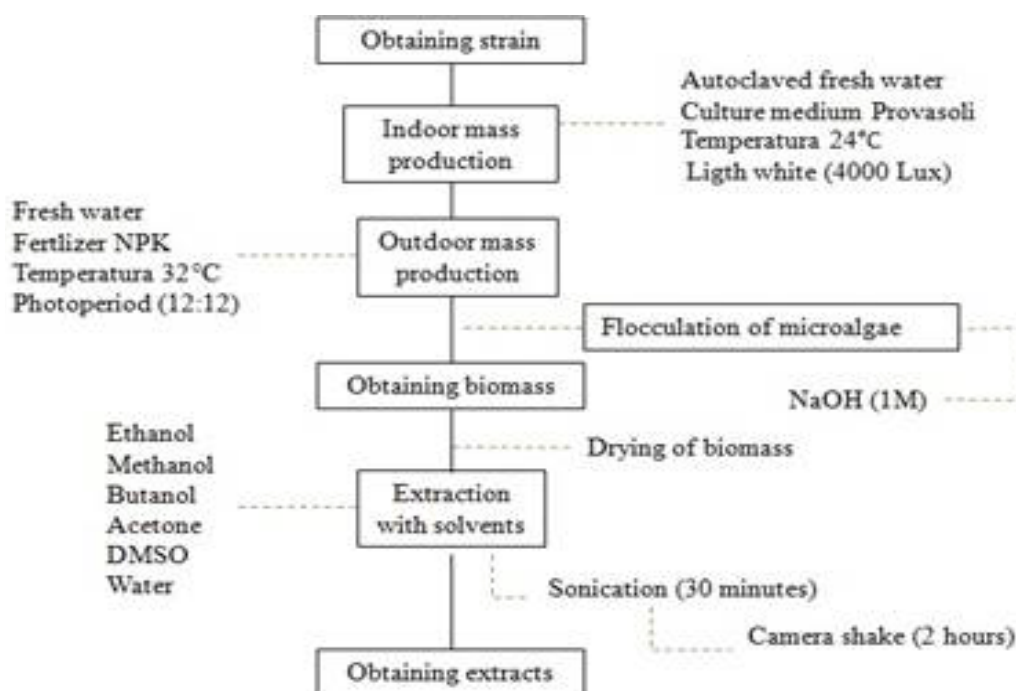 Obtaining strain
Autoclaved fresh water
Culture medium Provasoli
Temperatura 24°C
Ligth white (4000 Lux)
Indoor mass
production
Fresh water
Fertlizer NPK
Temperatura 32°C
Photoperiod (12:12)
Outdoor mass
production
Flocculation of microalgae
NaOH (1M)
Obtaining biomass
Drying of biomass
Ethanol
Methanol
Butanol
Acetone
DMSO
Water
Extraction
with solvents
Sonication (30 minutes)
Camera shake (2 hours)
Obtaining extracts